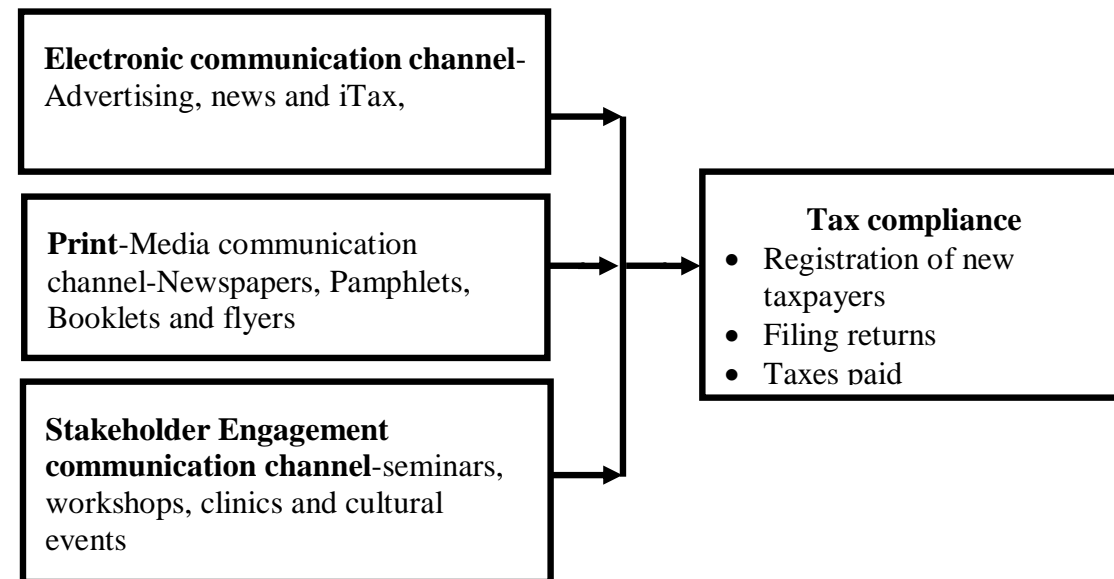 Electronic communication channel-
Advertising, news and iTax,
Print-Media communication
channel-Newspapers, Pamphlets,
Booklets and flyers
Stakeholder Engagement
communication channel-seminars,
workshops, clinics and cultural
events
Tax compliance
• Registration of new
taxpayers
• Filing returns
• Taxes paid